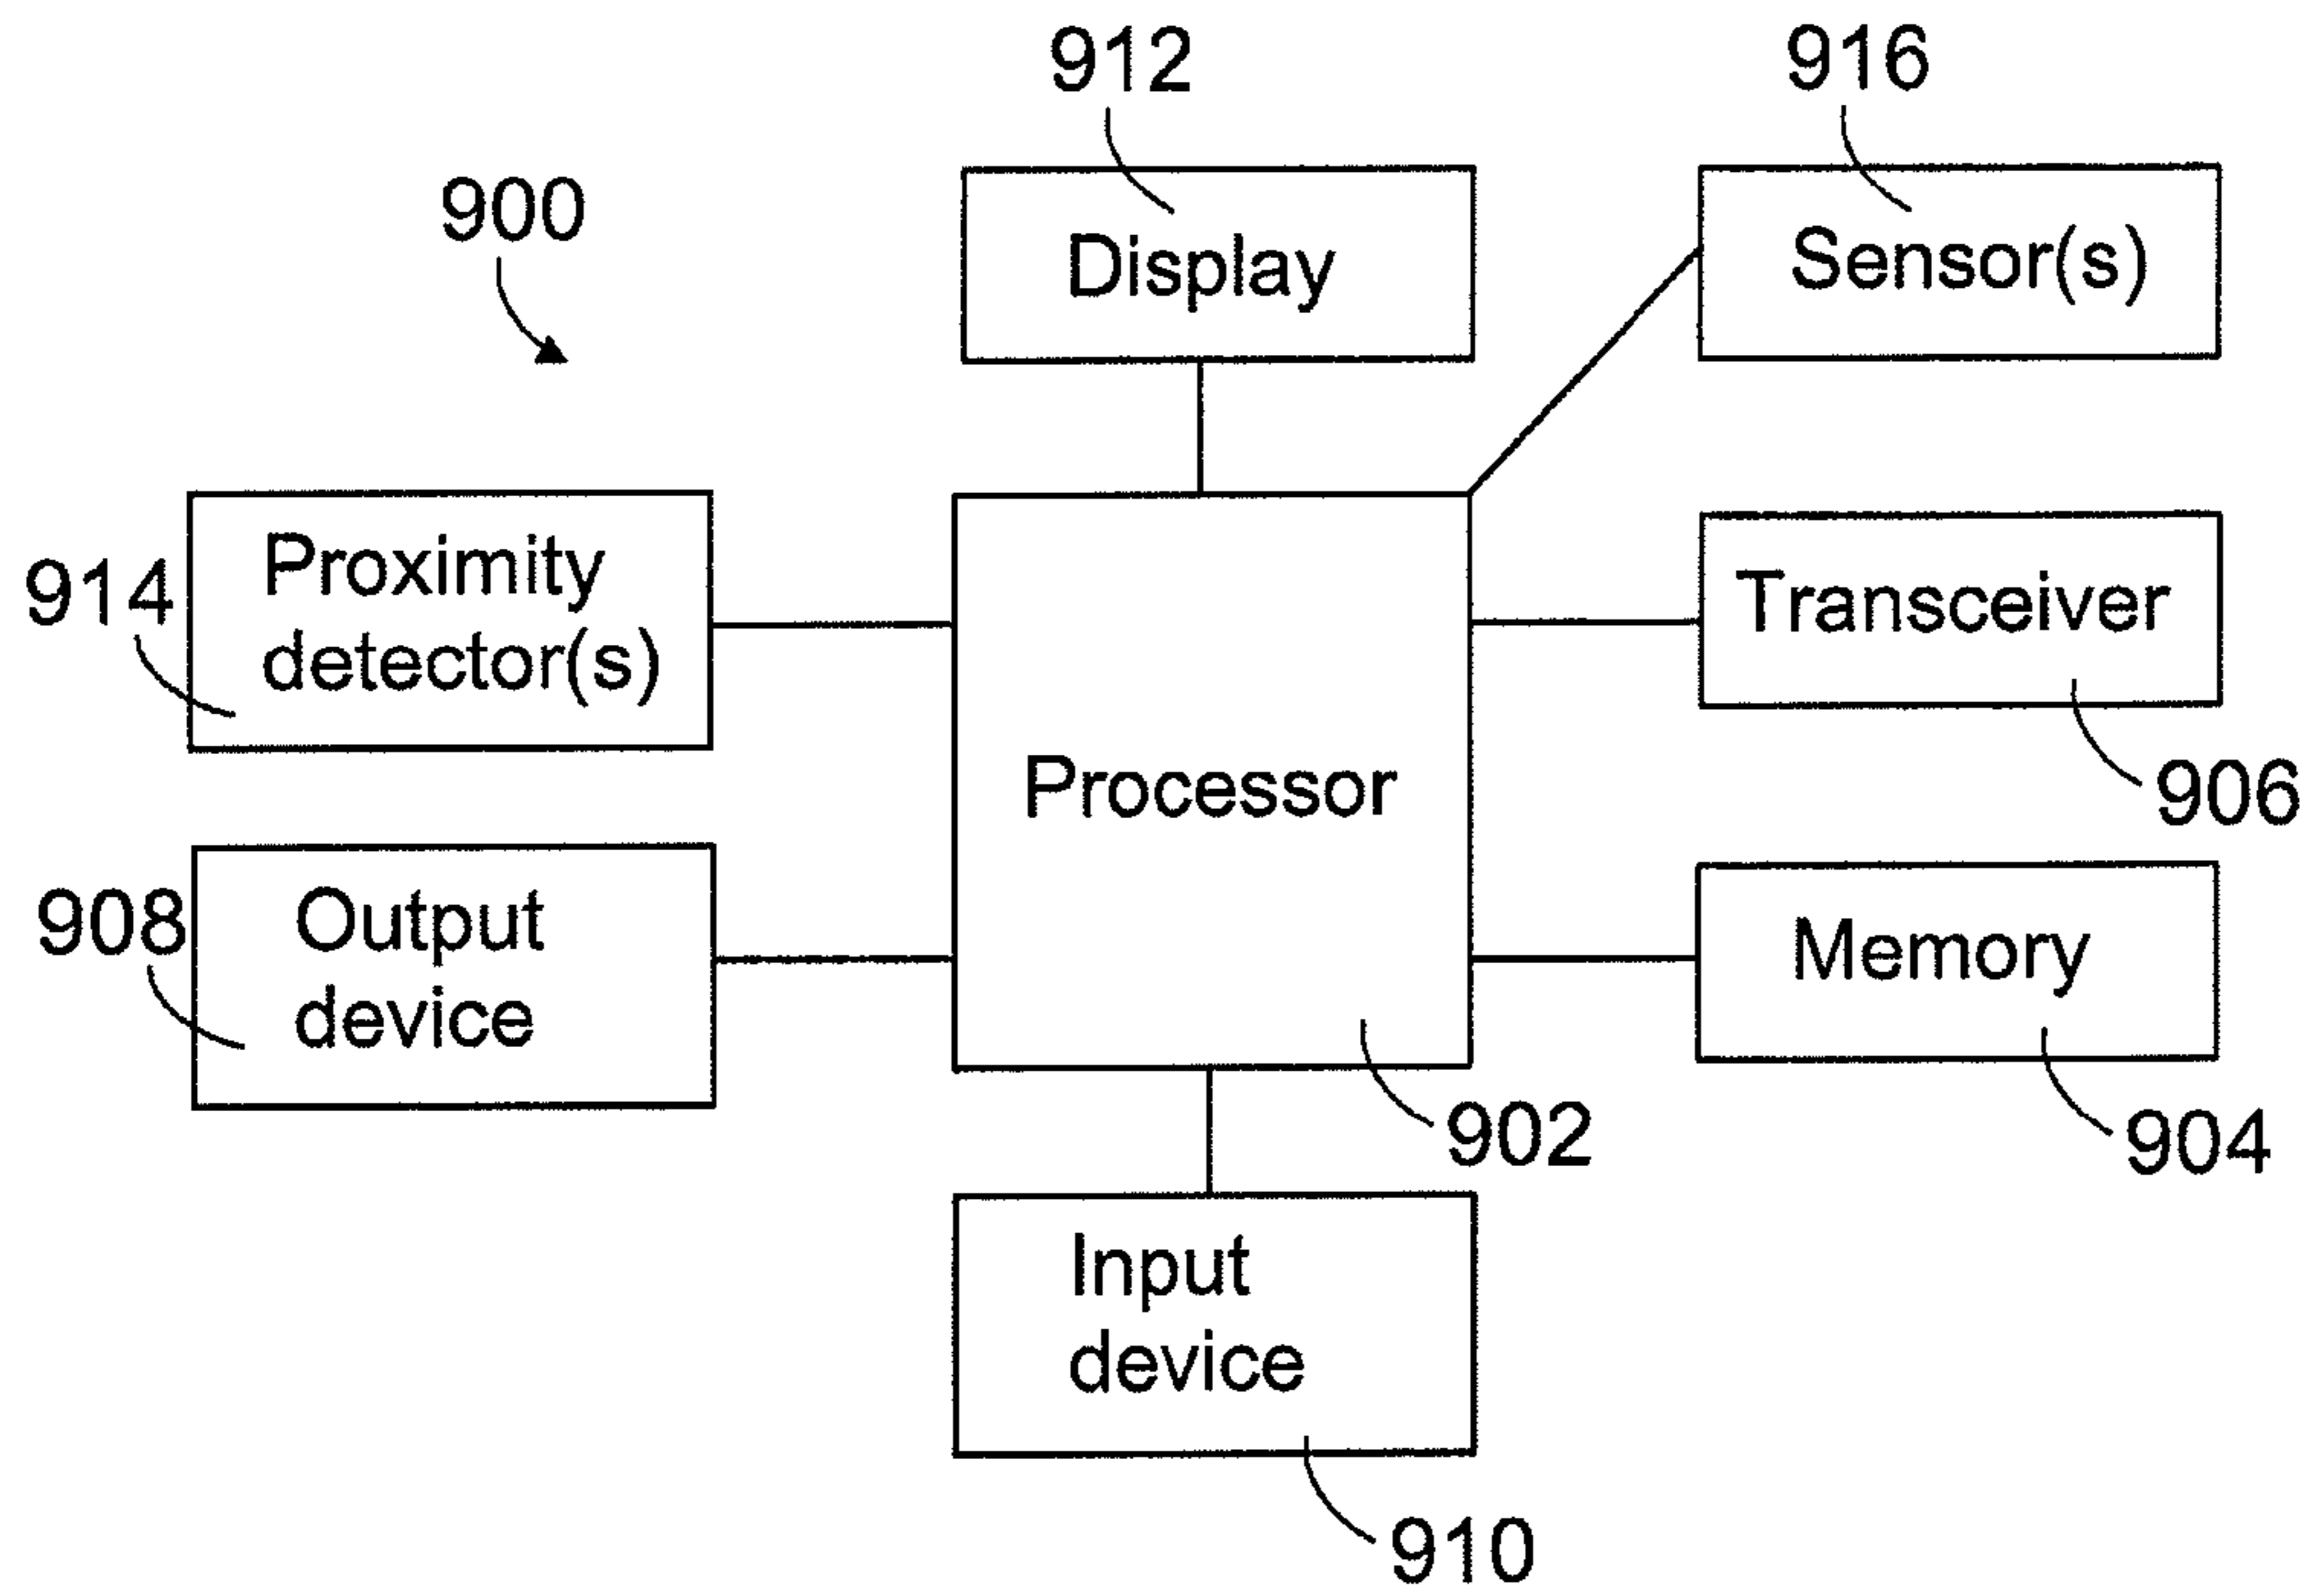 912
916
900
Display
Sensor(s)
Proximity
detector(s)
914
Transceiver
906
Processor
Output
device
908
Memory
902
904
Input
device
910